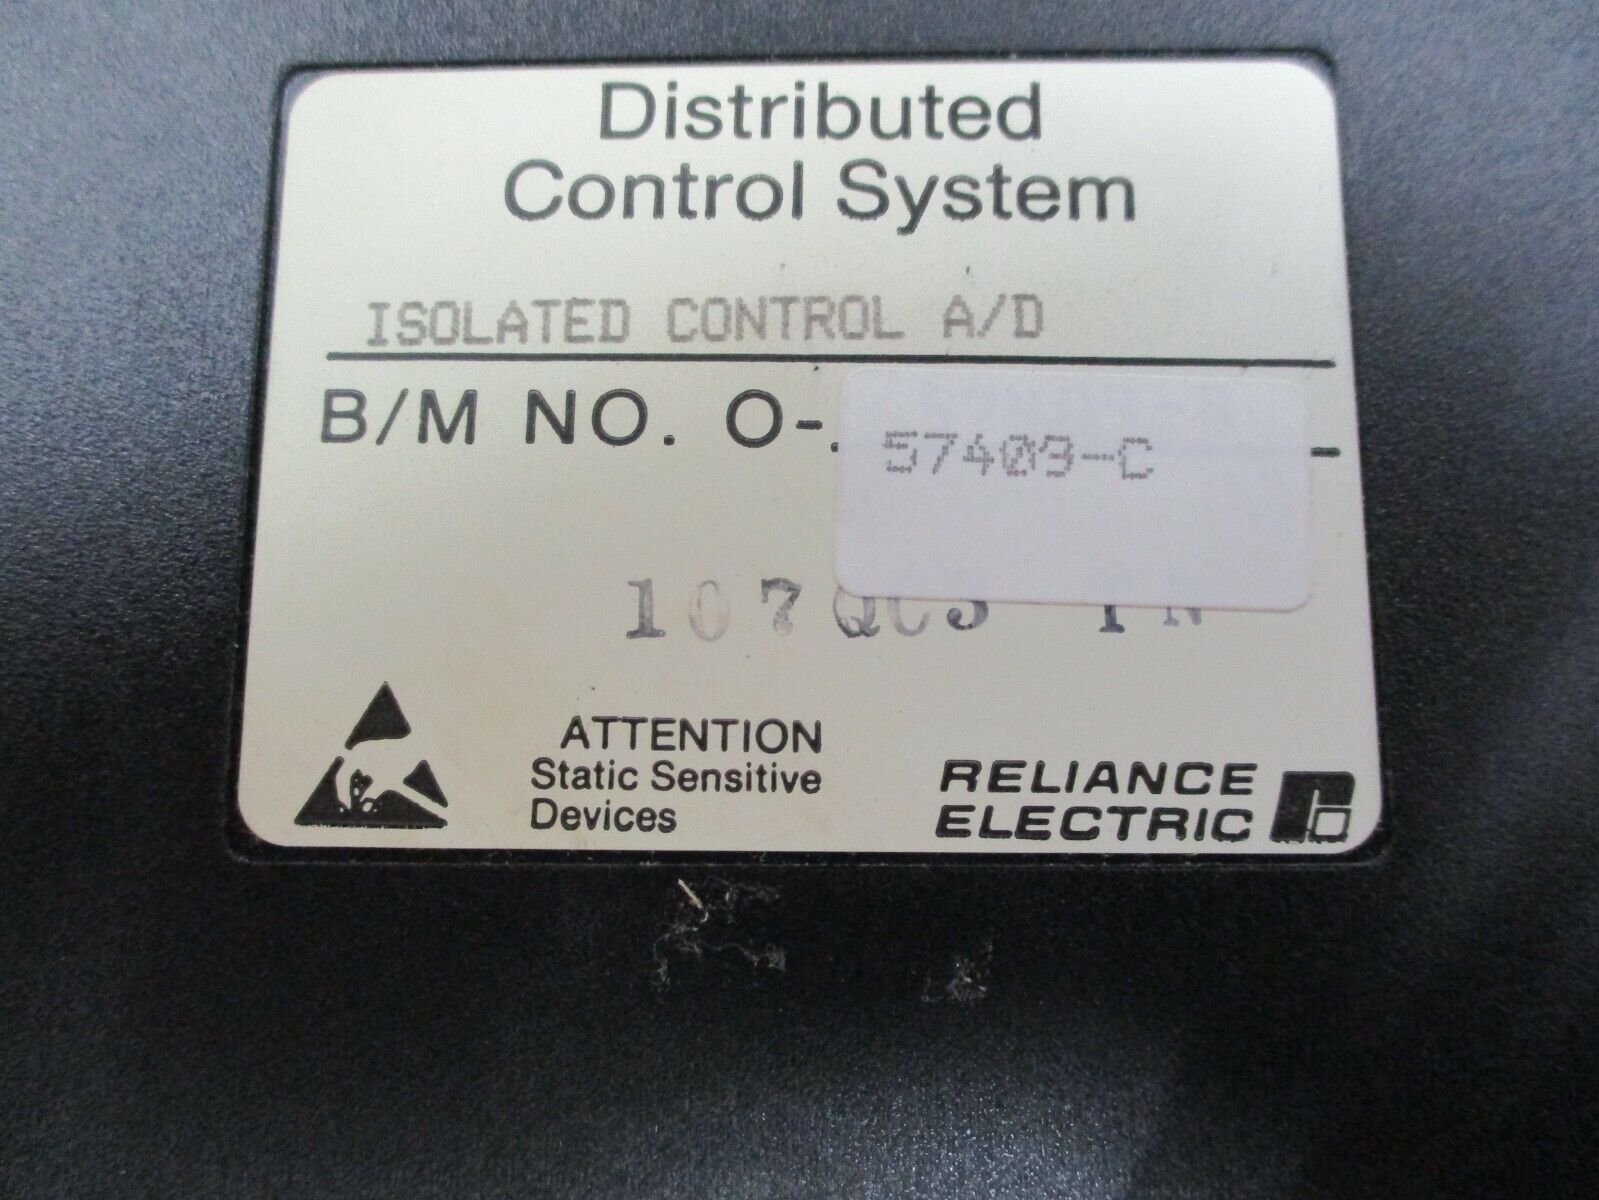 Distributed
Control System
ISOLATED CONTROL A/D
B/M NO. O-
57409-C
ATTENTION
Static Sensitive
Devices
RELIANCE
ELECTRIC